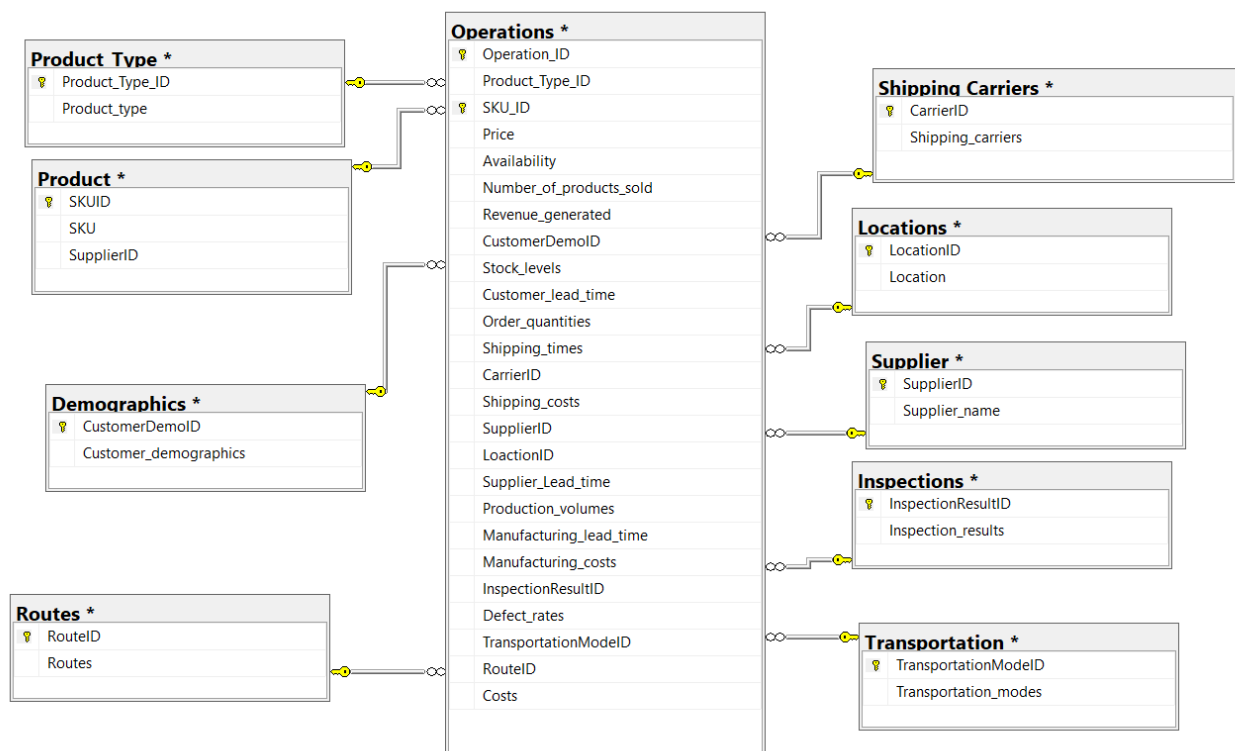 Product_Type *
Product_Type_ID
Product_type
Product *
SKUID
SKU
SupplierID
Demographics *
CustomerDemoID
Customer_demographics
Routes *
RouteID
Routes
Operations *
Operation_ID
Product_Type_ID
SKU_ID
Price
Availability
Number_of_products_sold
Revenue_generated
CustomerDemoID
Stock_levels
Customer_lead_time
Order_quantities
Shipping_times
CarrierID
Shipping_costs
SupplierID
LoactionID
Supplier_Lead_time
Production_volumes
Manufacturing_lead_time
Manufacturing_costs
InspectionResultID
Defect_rates
TransportationModeID
RouteID
Costs
Shipping Carriers *
CarrierID
Shipping_carriers
Locations *
LocationID
Location
Supplier *
SupplierID
Supplier_name
Inspections *
InspectionResultID
Inspection_results
Transportation *
TransportationModeID
Transportation_modes